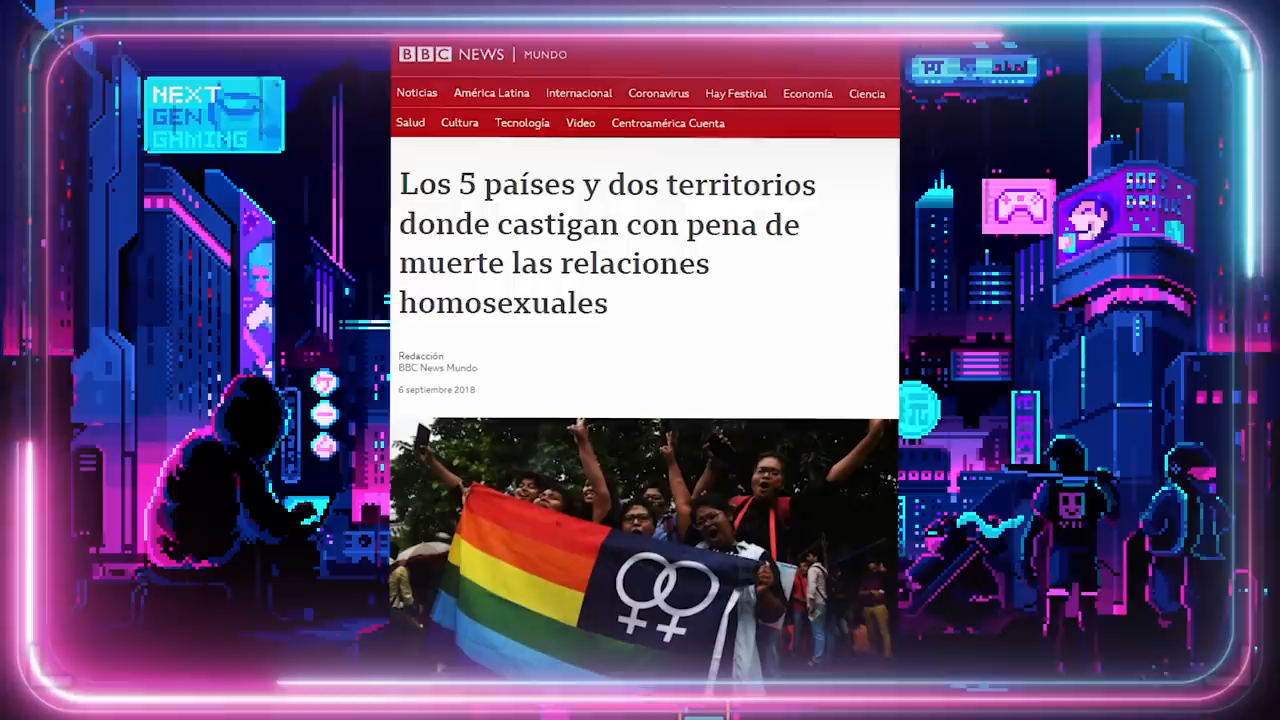 BBC NEWS | MUNDO
Noticias América Latina Internacional Coronavirus Hay Festival Economía Ciencia
Salud Cultura Tecnología Video Centroamérica Cuenta
Los 5 países y dos territorios
donde castigan con pena de
muerte las relaciones
homosexuales
Redacción
BBC News Mundo
6 septiembre 2018
NEXT
GEN
GAMING
SOFT
DRINK